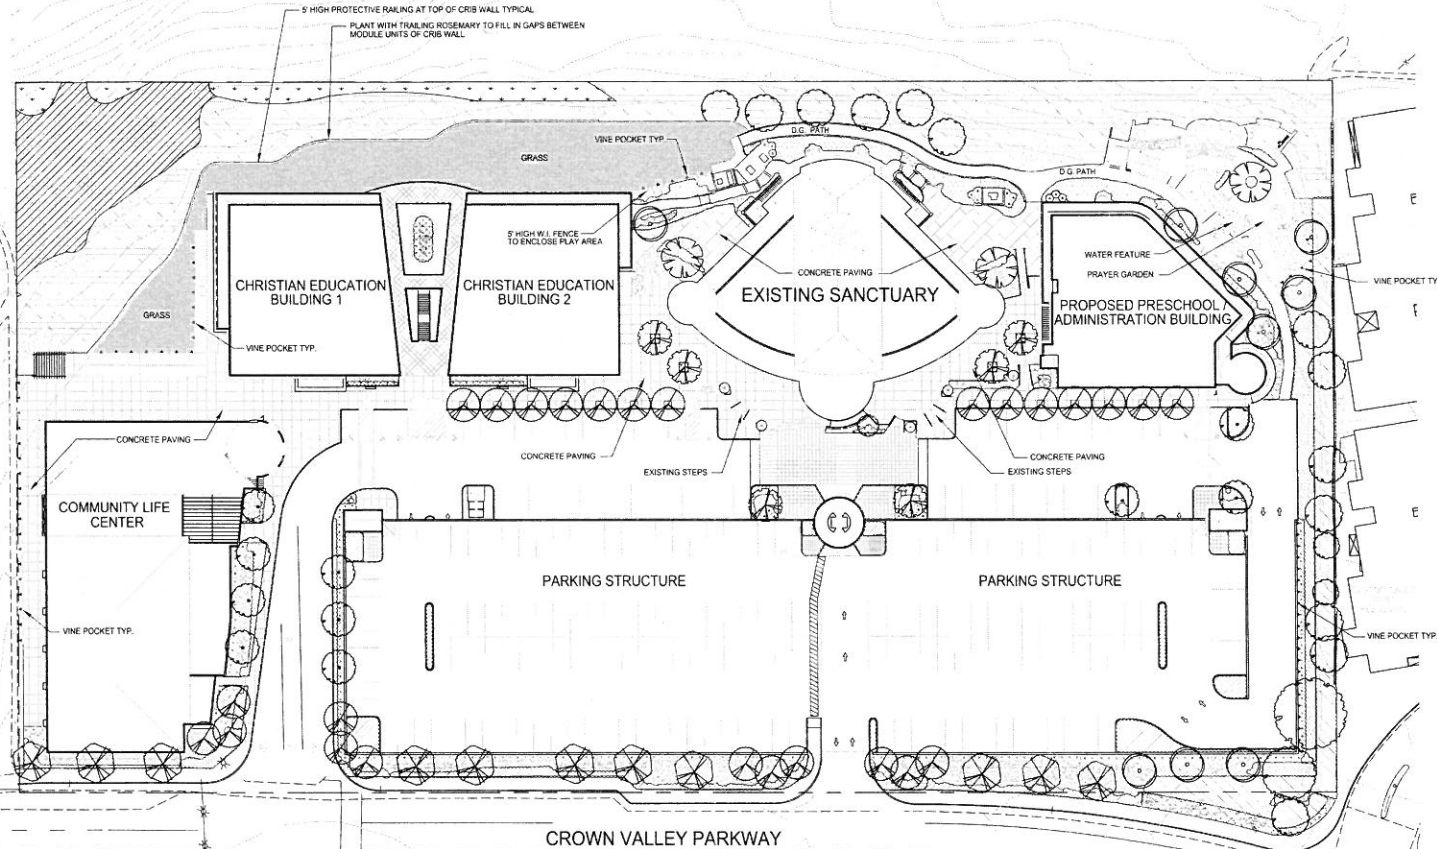 5' HIGH PROTECTIVE RAILING AT TOP OF CRIB WALL TYPICAL
PLANT WITH TRAILING ROSEMARY TO FILL IN GAPS BETWEEN
MODULE UNITS OF CRIB WALL
D.G. PATH
VINE POCKET TYP.
GRASS
D.G. PATH
5' HIGH W.I. FENCE
TO ENCLOSE PLAY AREA
WATER FEATURE
PRAYER GARDEN
CONCRETE PAVING
VINE POCKET TY
CHRISTIAN EDUCATION
BUILDING 1
CHRISTIAN EDUCATION
BUILDING 2
EXISTING SANCTUARY
PROPOSED PRESCHOOL /
ADMINISTRATION BUILDING
GRASS
VINE POCKET TYP.
CONCRETE PAVING
CONCRETE PAVING
EXISTING STEPS
CONCRETE PAVING
EXISTING STEPS
COMMUNITY LIFE
CENTER
PARKING STRUCTURE
PARKING STRUCTURE
VINE POCKET TYP.
VINE POCKET TYP.
CROWN VALLEY PARKWAY